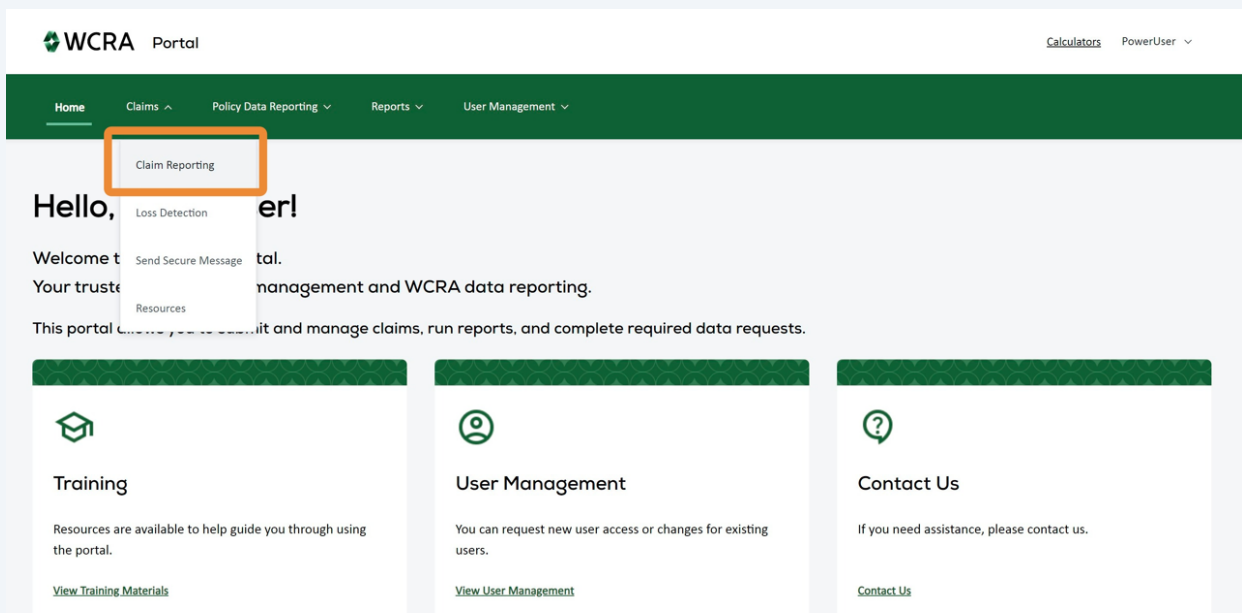 WCRA Portal
Calculators PowerUser
Home Claims Policy Data Reporting Reports User Management
Claim Reporting
Hello, er!
Loss Detection
Welcome t tal.
Send Secure Message
Your truste management and WCRA data reporting.
Resources
This portal you to submit and manage claims, run reports, and complete required data requests.
Training
Resources are available to help guide you through using
the portal.
View Training Materials
User Management
You can request new user access or changes for existing
users.
View User Management
Contact Us
If you need assistance, please contact us.
Contact Us